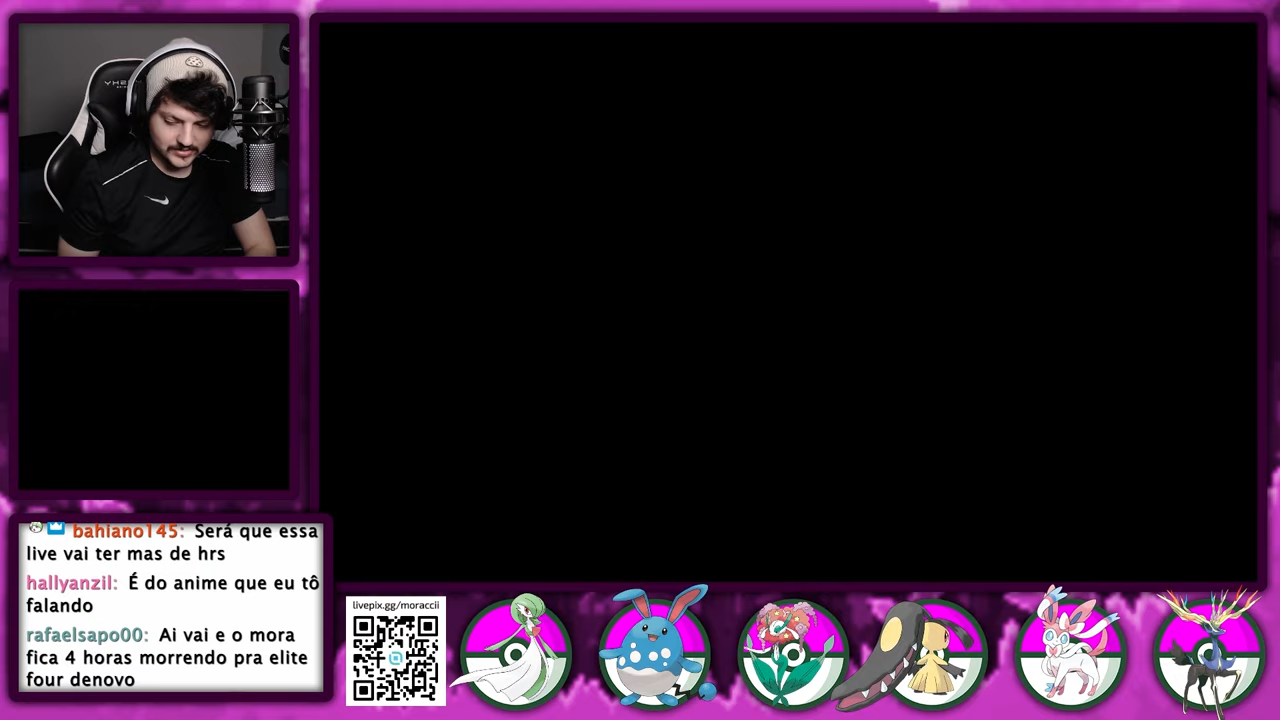 bahiano145: Será que essa
live vai ter mas de hrs
hallyanzil: É do anime que eu tô
falando
rafaelsapo00: Ai vai e o mora
fica 4 horas morrendo pra elite
four denovo
livepix.gg/moraccii